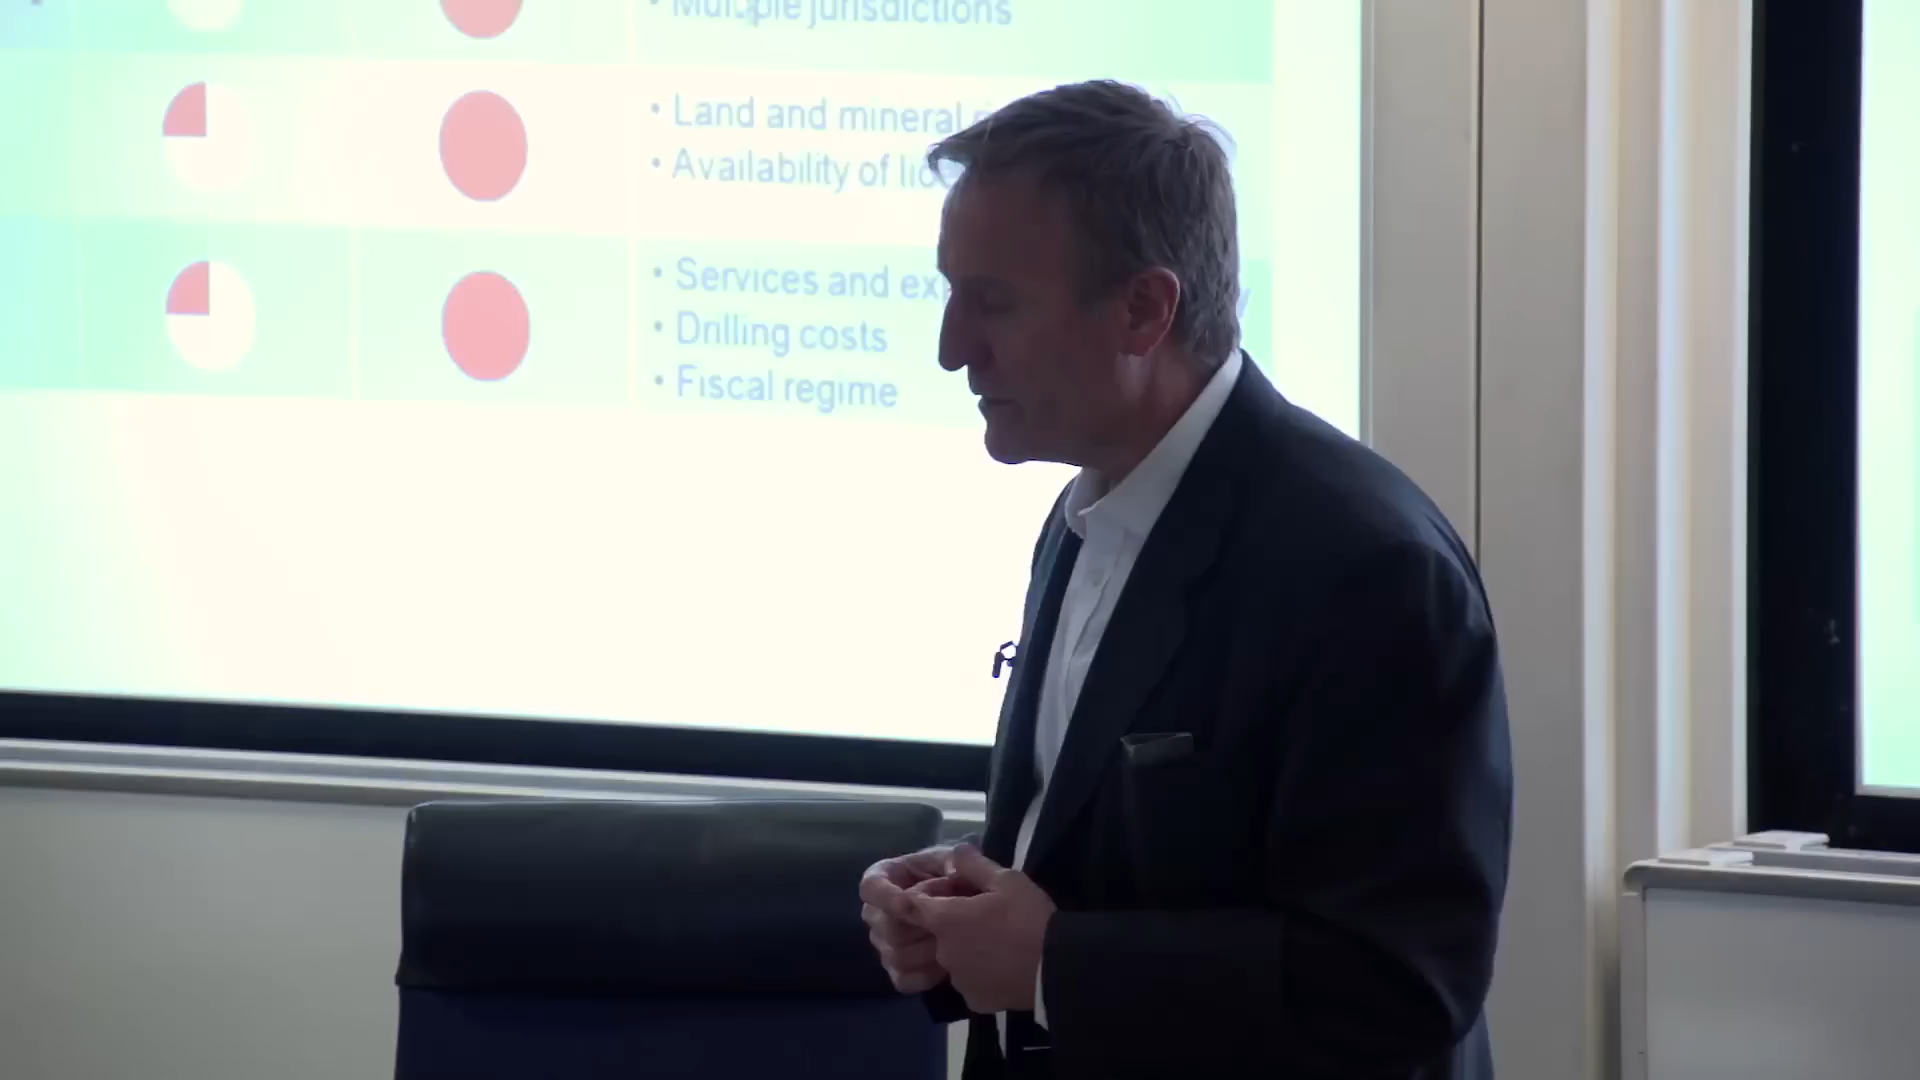 • Multiple jurisdictions
• Land and mineral
• Availability of
• Services and
• Drilling costs
• Fiscal regime